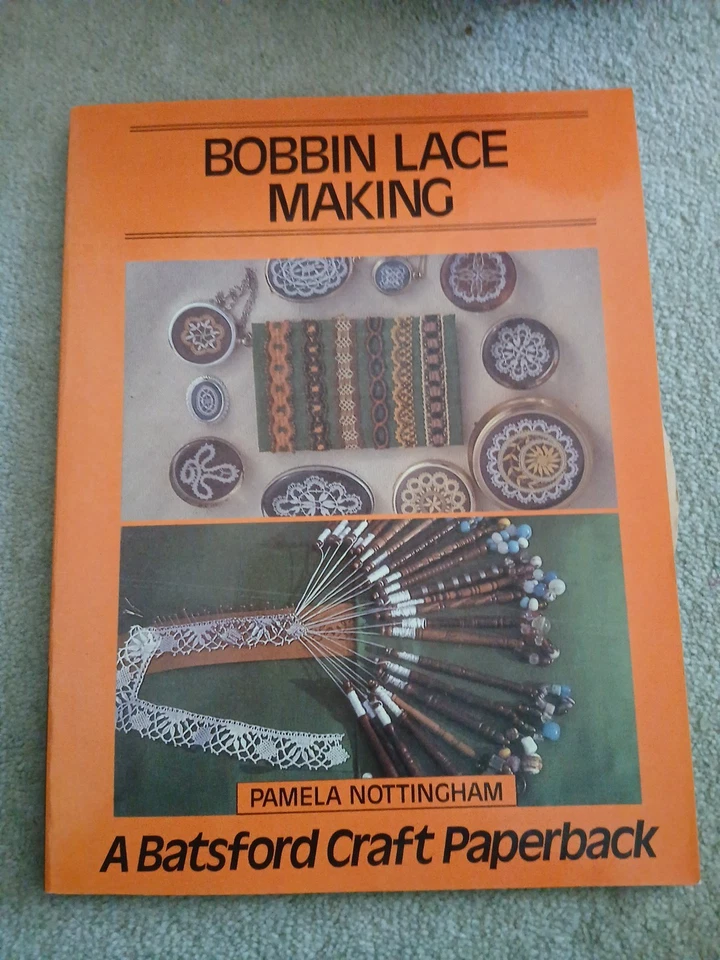 BOBBIN LACE
MAKING
PAMELA NOTTINGHAM
A Batsford Craft Paperback